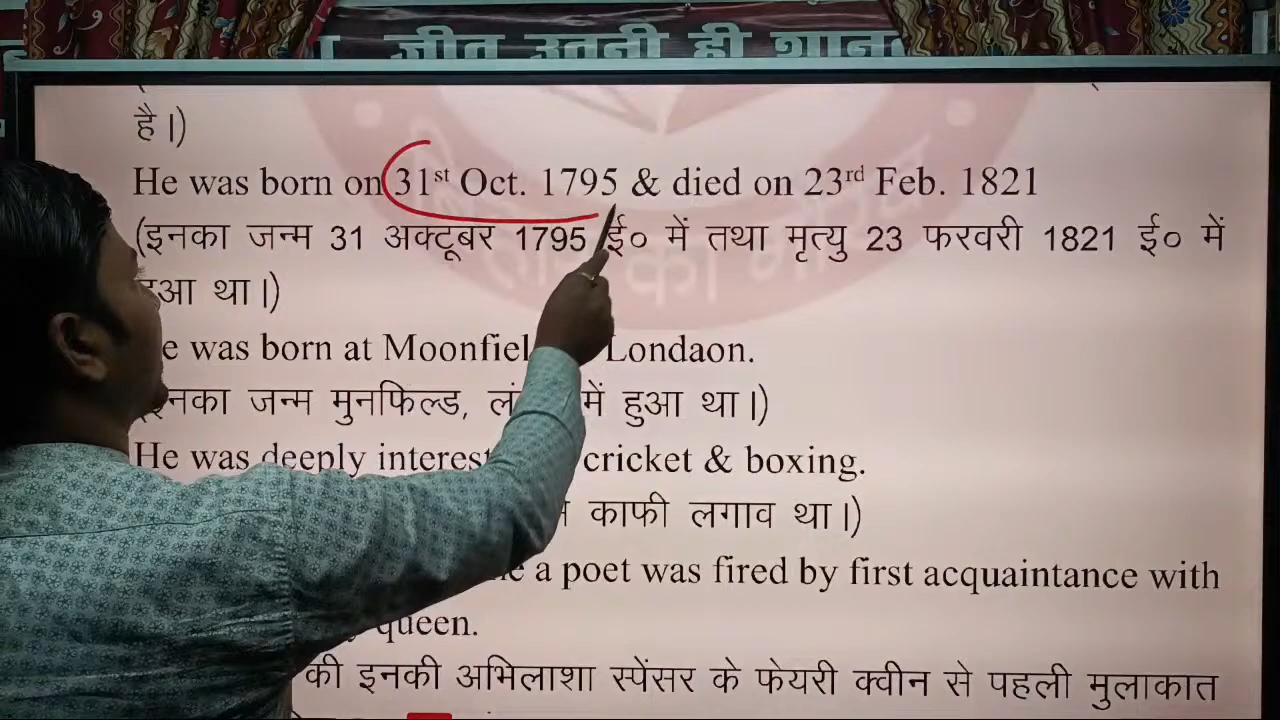 जीत उतनी ही शान
है।)
He was born on 31st Oct. 1795 & died on 23rd Feb. 1821
(इनका जन्म 31 अक्टूबर 1795 ई० में तथा मृत्यु 23 फरवरी 1821 ई० में
हुआ था।)
He was born at Moonfiel Londaon.
इनका जन्म मुनफिल्ड, में हुआ था।)
He was deeply interest cricket & boxing.
काफी लगाव था।)
a poet was fired by first acquaintance with
queen.
की इनकी अभिलाशा स्पेंसर के फेयरी क्वीन से पहली मुलाकात